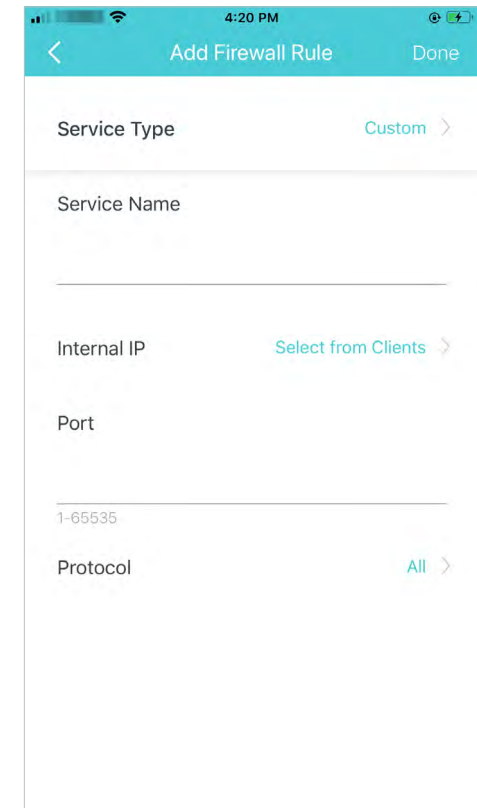 4:20 PM
Add Firewall Rule Done
Service Type Custom
Service Name
Internal IP Select from Clients
Port
1-65535
Protocol All